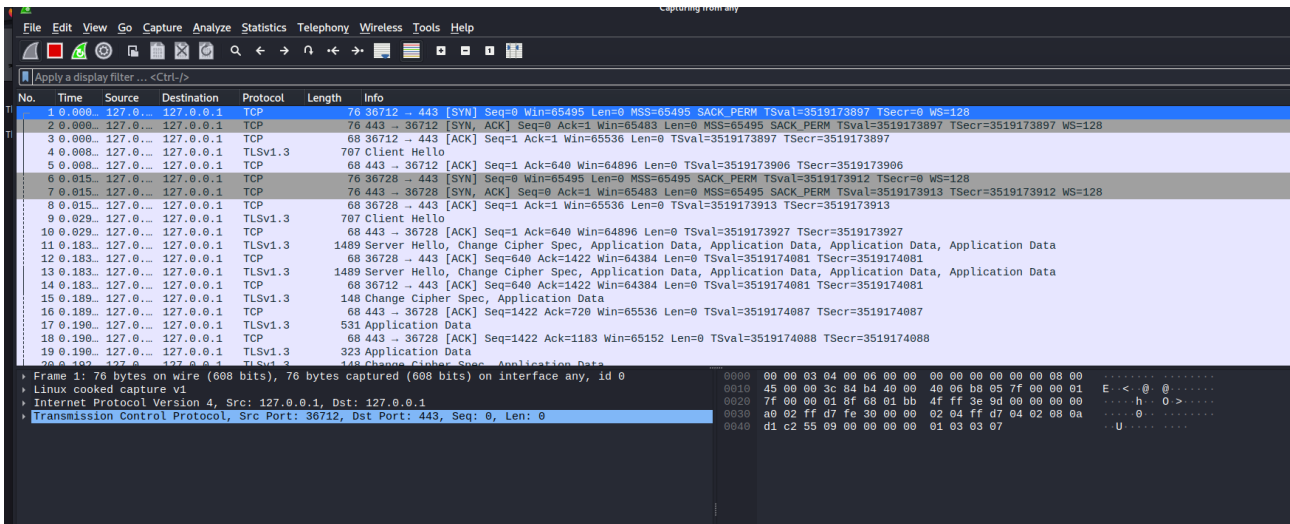 Capturing from any
File Edit View Go Capture Analyze Statistics Telephony Wireless Tools Help
Apply a display filter … <Ctrl-/>
No. Time Source Destination Protocol Length Info
1 0.000… 127.0.… 127.0.0.1 TCP 76 36712 → 443 [SYN] Seq=0 Win=65495 Len=0 MSS=65495 SACK_PERM TSval=3519173897 TSecr=0 WS=128
2 0.000… 127.0.… 127.0.0.1 TCP 76 443 → 36712 [SYN, ACK] Seq=0 Ack=1 Win=65483 Len=0 MSS=65495 SACK_PERM TSval=3519173897 TSecr=3519173897 WS=128
3 0.000… 127.0.… 127.0.0.1 TCP 68 36712 → 443 [ACK] Seq=1 Ack=1 Win=65536 Len=0 TSval=3519173897 TSecr=3519173897
4 0.008… 127.0.… 127.0.0.1 TLSv1.3 707 Client Hello
5 0.008… 127.0.… 127.0.0.1 TCP 68 443 → 36712 [ACK] Seq=1 Ack=640 Win=64896 Len=0 TSval=3519173906 TSecr=3519173906
6 0.015… 127.0.… 127.0.0.1 TCP 76 36728 → 443 [SYN] Seq=0 Win=65495 Len=0 MSS=65495 SACK_PERM TSval=3519173912 TSecr=0 WS=128
7 0.015… 127.0.… 127.0.0.1 TCP 76 443 → 36728 [SYN, ACK] Seq=0 Ack=1 Win=65483 Len=0 MSS=65495 SACK_PERM TSval=3519173913 TSecr=3519173912 WS=128
8 0.015… 127.0.… 127.0.0.1 TCP 68 36728 → 443 [ACK] Seq=1 Ack=1 Win=65536 Len=0 TSval=3519173913 TSecr=3519173913
9 0.029… 127.0.… 127.0.0.1 TLSv1.3 707 Client Hello
10 0.029… 127.0.… 127.0.0.1 TCP 68 443 → 36728 [ACK] Seq=1 Ack=640 Win=64896 Len=0 TSval=3519173927 TSecr=3519173927
11 0.183… 127.0.… 127.0.0.1 TLSv1.3 1489 Server Hello, Change Cipher Spec, Application Data, Application Data, Application Data, Application Data
12 0.183… 127.0.… 127.0.0.1 TCP 68 36728 → 443 [ACK] Seq=640 Ack=1422 Win=64384 Len=0 TSval=3519174081 TSecr=3519174081
13 0.183… 127.0.… 127.0.0.1 TLSv1.3 1489 Server Hello, Change Cipher Spec, Application Data, Application Data, Application Data, Application Data
14 0.183… 127.0.… 127.0.0.1 TCP 68 36712 → 443 [ACK] Seq=640 Ack=1422 Win=64384 Len=0 TSval=3519174081 TSecr=3519174081
15 0.189… 127.0.… 127.0.0.1 TLSv1.3 148 Change Cipher Spec, Application Data
16 0.189… 127.0.… 127.0.0.1 TCP 68 443 → 36728 [ACK] Seq=1422 Ack=720 Win=65536 Len=0 TSval=3519174087 TSecr=3519174087
17 0.190… 127.0.… 127.0.0.1 TLSv1.3 531 Application Data
18 0.190… 127.0.… 127.0.0.1 TCP 68 443 → 36728 [ACK] Seq=1422 Ack=1183 Win=65152 Len=0 TSval=3519174088 TSecr=3519174088
19 0.190… 127.0.… 127.0.0.1 TLSv1.3 323 Application Data
20 0.192… 127.0.… 127.0.0.1 TLSv1.3 148 Change Cipher Spec, Application Data
Frame 1: 76 bytes on wire (608 bits), 76 bytes captured (608 bits) on interface any, id 0
Linux cooked capture v1
Internet Protocol Version 4, Src: 127.0.0.1, Dst: 127.0.0.1
Transmission Control Protocol, Src Port: 36712, Dst Port: 443, Seq: 0, Len: 0
0000 00 00 03 04 00 06 00 00 00 00 00 00 00 00 08 00 ········ ········
0010 45 00 00 3c 84 b4 40 00 40 06 b8 05 7f 00 00 01 E··<··@· @·······
0020 7f 00 00 01 8f 68 01 bb 4f ff 3e 9d 00 00 00 00 ·····h·· O·>·····
0030 a0 02 ff d7 fe 30 00 00 02 04 ff d7 04 02 08 0a ·····0·· ········
0040 d1 c2 55 09 00 00 00 00 01 03 03 07 ··U····· ····